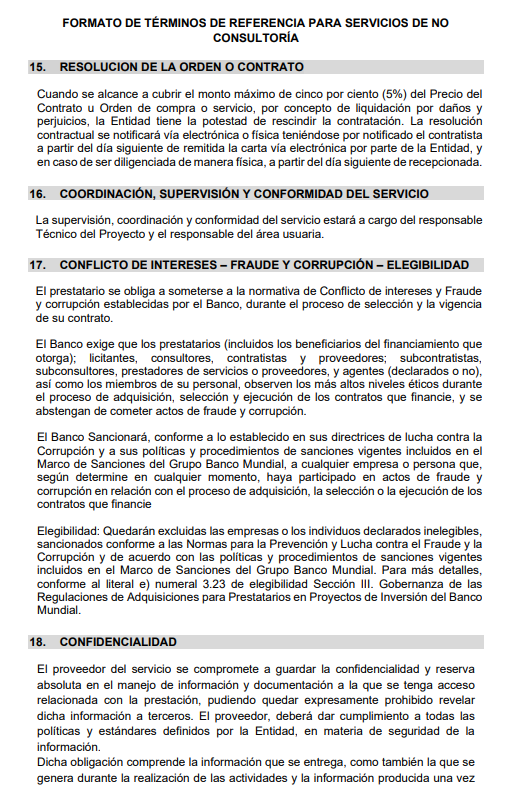 FORMATO DE TÉRMINOS DE REFERENCIA PARA SERVICIOS DE NO
CONSULTORÍA
15. RESOLUCION DE LA ORDEN O CONTRATO
Cuando se alcance a cubrir el monto máximo de cinco por ciento (5%) del Precio del
Contrato u Orden de compra o servicio, por concepto de liquidación por daños y
perjuicios, la Entidad tiene la potestad de rescindir la contratación. La resolución
contractual se notificará vía electrónica o física teniéndose por notificado el contratista
a partir del día siguiente de remitida la carta vía electrónica por parte de la Entidad, y
en caso de ser diligenciada de manera física, a partir del día siguiente de recepcionada.
16. COORDINACIÓN, SUPERVISIÓN Y CONFORMIDAD DEL SERVICIO
La supervisión, coordinación y conformidad del servicio estará a cargo del responsable
Técnico del Proyecto y el responsable del área usuaria.
17. CONFLICTO DE INTERESES – FRAUDE Y CORRUPCIÓN – ELEGIBILIDAD
El prestatario se obliga a someterse a la normativa de Conflicto de intereses y Fraude
y corrupción establecidas por el Banco, durante el proceso de selección y la vigencia
de su contrato.
El Banco exige que los prestatarios (incluidos los beneficiarios del financiamiento que
otorga); licitantes, consultores, contratistas y proveedores; subcontratistas,
subconsultores, prestadores de servicios o proveedores, y agentes (declarados o no),
así como los miembros de su personal, observen los más altos niveles éticos durante
el proceso de adquisición, selección y ejecución de los contratos que financie, y se
abstengan de cometer actos de fraude y corrupción.
El Banco Sancionará, conforme a lo establecido en sus directrices de lucha contra la
Corrupción y a sus políticas y procedimientos de sanciones vigentes incluidos en el
Marco de Sanciones del Grupo Banco Mundial, a cualquier empresa o persona que,
según determine en cualquier momento, haya participado en actos de fraude y
corrupción en relación con el proceso de adquisición, la selección o la ejecución de los
contratos que financie
Elegibilidad: Quedarán excluidas las empresas o los individuos declarados inelegibles,
sancionados conforme a las Normas para la Prevención y Lucha contra el Fraude y la
Corrupción y de acuerdo con las políticas y procedimientos de sanciones vigentes
incluidos en el Marco de Sanciones del Grupo Banco Mundial. Para más detalles,
conforme al literal e) numeral 3.23 de elegibilidad Sección III. Gobernanza de las
Regulaciones de Adquisiciones para Prestatarios en Proyectos de Inversión del Banco
Mundial.
18. CONFIDENCIALIDAD
El proveedor del servicio se compromete a guardar la confidencialidad y reserva
absoluta en el manejo de información y documentación a la que se tenga acceso
relacionada con la prestación, pudiendo quedar expresamente prohibido revelar
dicha información a terceros. El proveedor, deberá dar cumplimiento a todas las
políticas y estándares definidos por la Entidad, en materia de seguridad de la
información.
Dicha obligación comprende la información que se entrega, como también la que se
genera durante la realización de las actividades y la información producida una vez